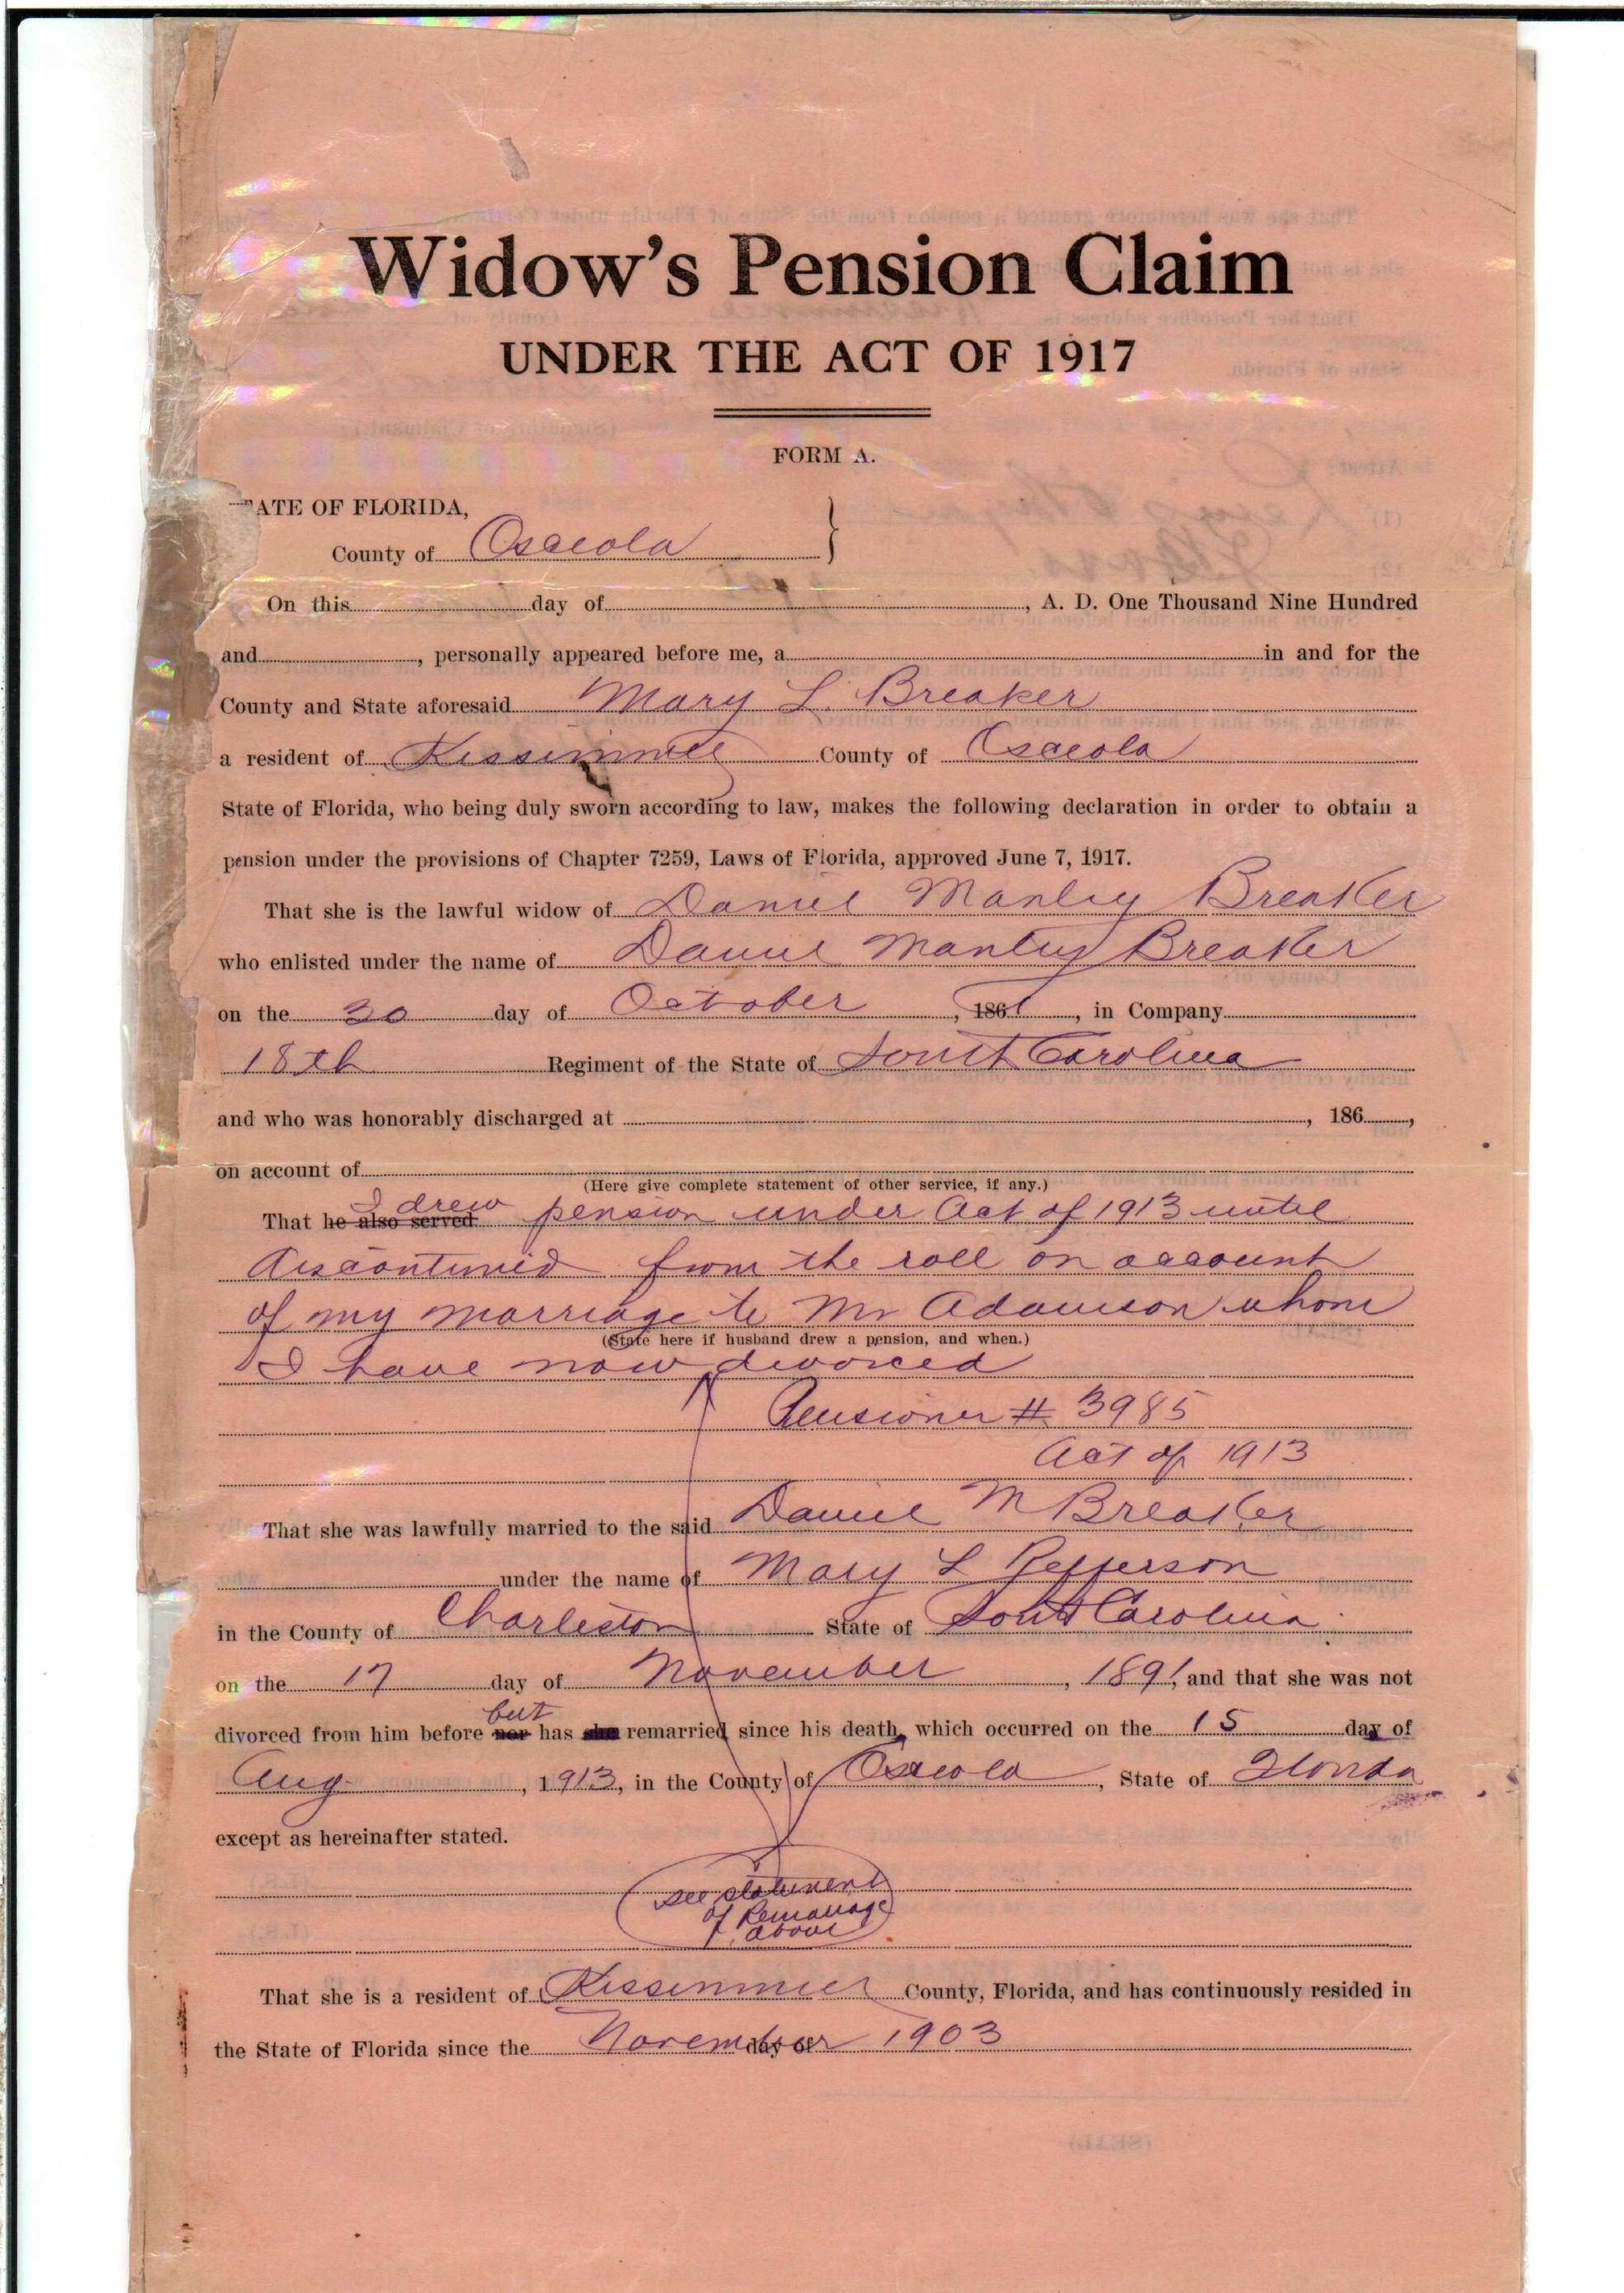 Widow's Pension Claim
UNDER THE ACT OF 1917
FORM A.
ATE OF FLORIDA,
County of Osceola
On this day of , A. D. One Thousand Nine Hundred
and , personally appeared before me, a in and for the
County and State aforesaid Mary L. Breaker
a resident of Kissimmee County of Osceola
State of Florida, who being duly sworn according to law, makes the following declaration in order to obtain a
pension under the provisions of Chapter 7259, Laws of Florida, approved June 7, 1917.
That she is the lawful widow of Daniel Manley Breaker
who enlisted under the name of Daniel Manley Breaker
on the 30 day of October , 1861 , in Company
18th Regiment of the State of South Carolina
and who was honorably discharged at , 186 ,
on account of
(Here give complete statement of other service, if any.)
I drew
That he also served pension under Act of 1913 until
discontinued from the roll on account
of my marriage to Mr Adamson whom
(State here if husband drew a pension, and when.)
I have now divorced
Pensioner # 3985
Act of 1913
That she was lawfully married to the said Daniel M Breaker
under the name of Mary L Jefferson
in the County of Charleston State of South Carolina
on the 17 day of November , 1891, and that she was not
but
divorced from him before nor has she remarried since his death, which occurred on the 15 day of
Aug. , 1913, in the County of Osceola , State of Florida
except as hereinafter stated.
see statement
of Remarriage
above
That she is a resident of Kissimmee County, Florida, and has continuously resided in
the State of Florida since the November day of 1903